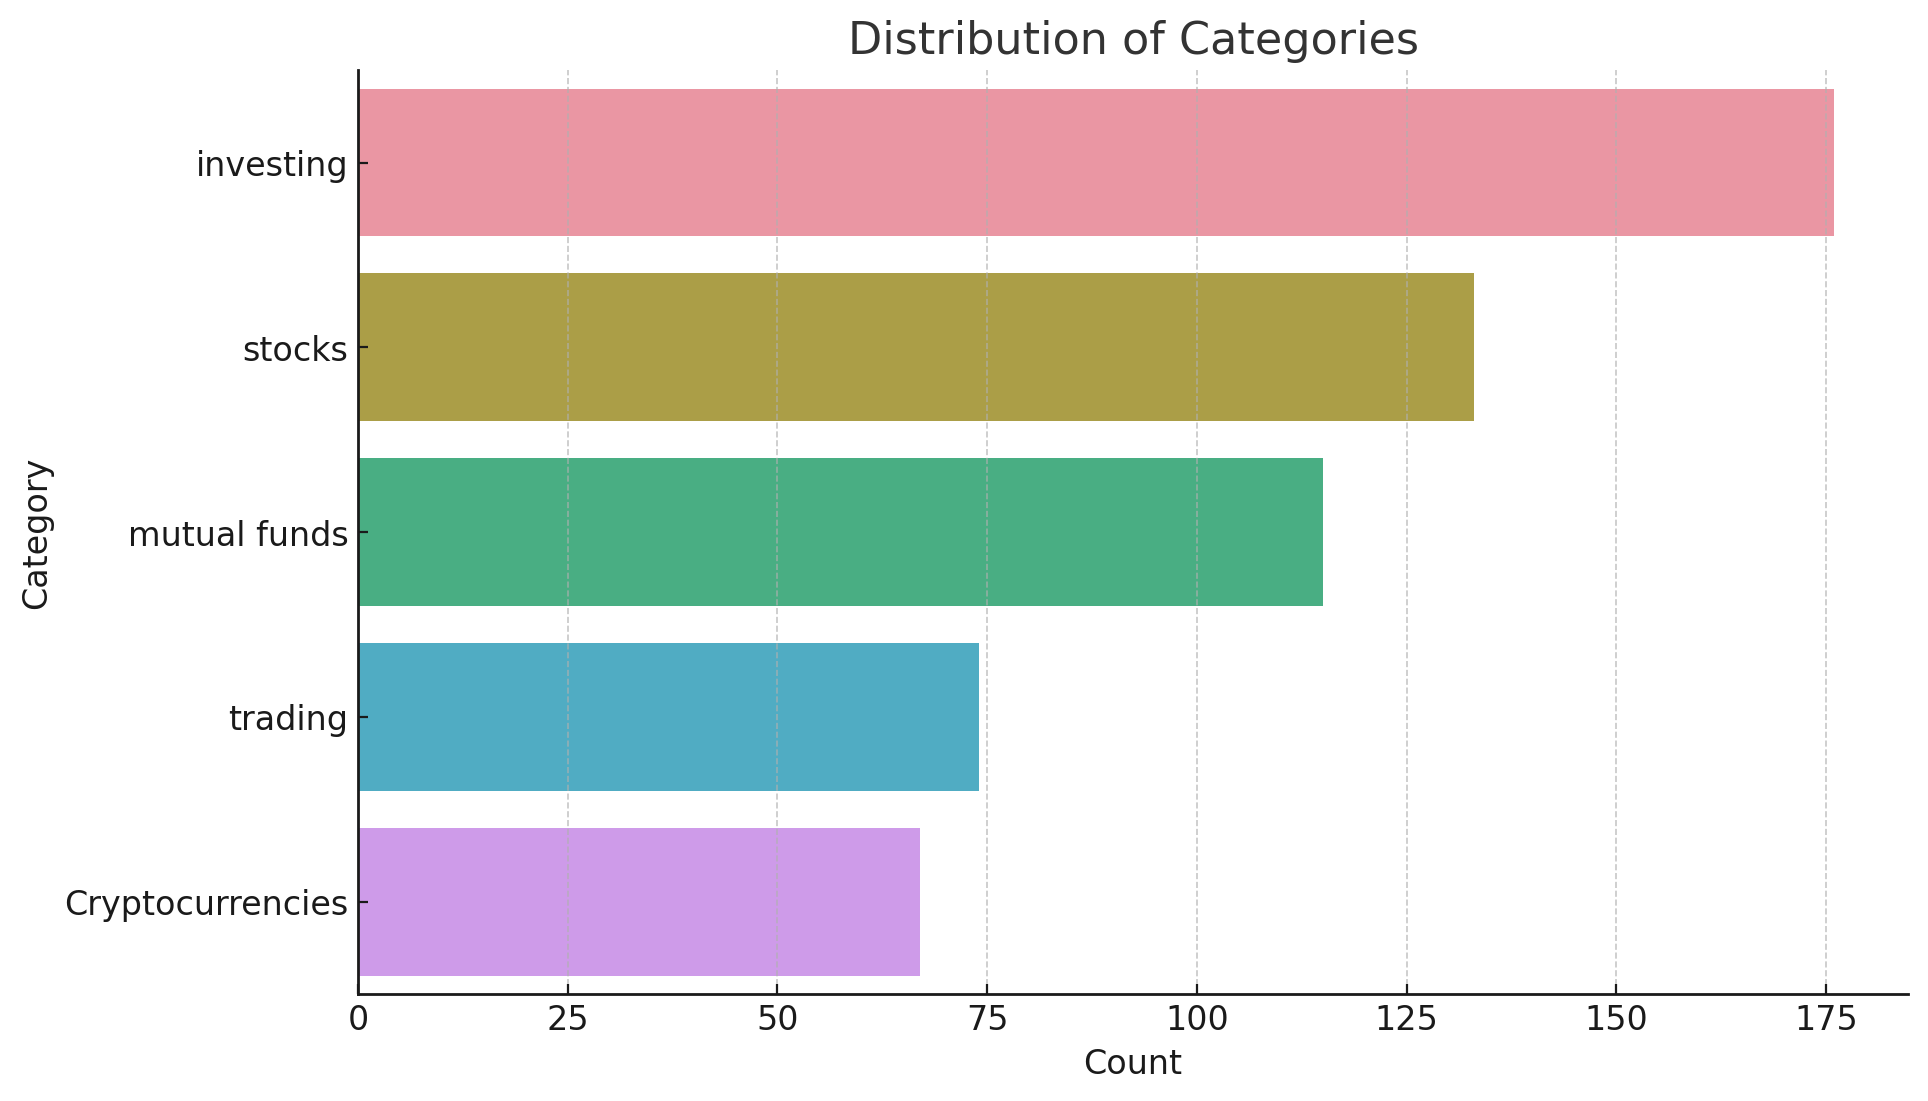 Distribution of Categories
Category
investing
stocks
mutual funds
trading
Cryptocurrencies
0 25 50 75 100 125 150 175
Count